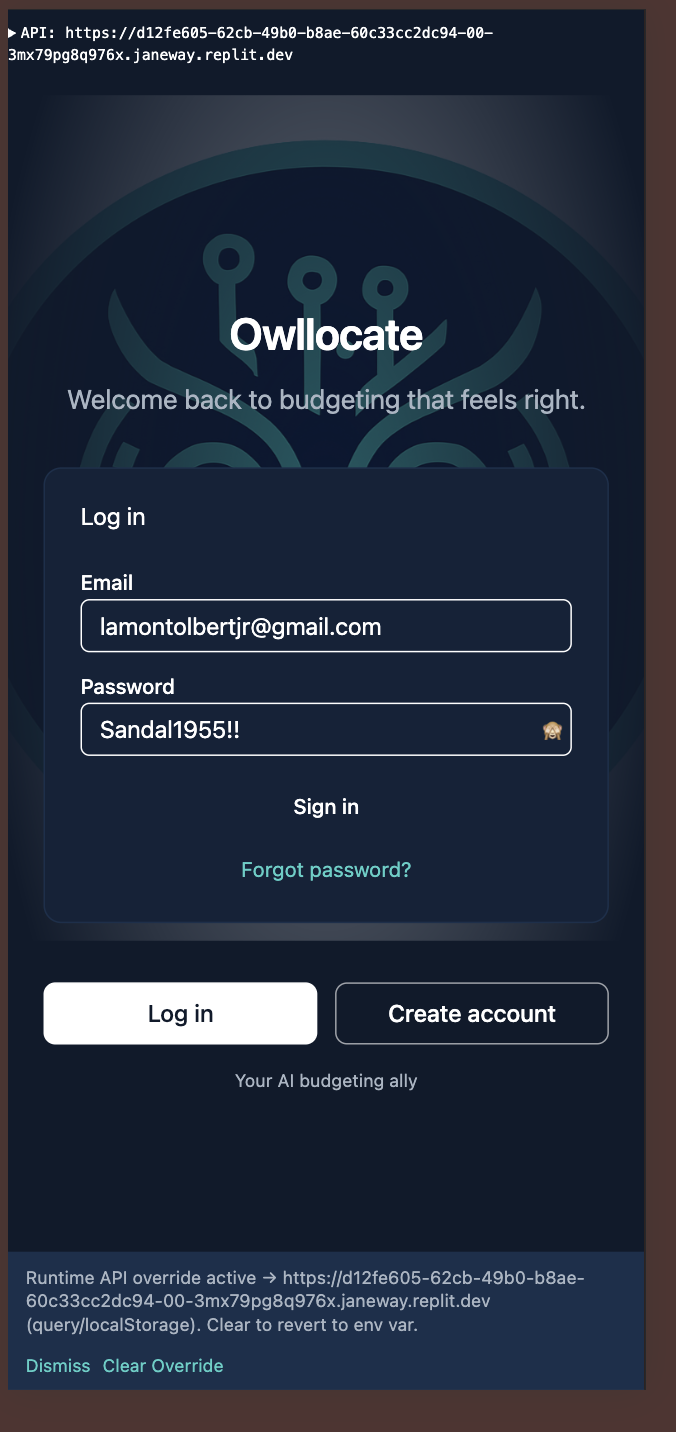 ▶ API: https://d12fe605-62cb-49b0-b8ae-60c33cc2dc94-00-
3mx79pg8q976x.janeway.replit.dev
Owllocate
Welcome back to budgeting that feels right.
Log in
Email
lamontolbertjr@gmail.com
Password
Sandal1955!!
Sign in
Forgot password?
Log in
Create account
Your AI budgeting ally
Runtime API override active → https://d12fe605-62cb-49b0-b8ae-
60c33cc2dc94-00-3mx79pg8q976x.janeway.replit.dev
(query/localStorage). Clear to revert to env var.
Dismiss Clear Override